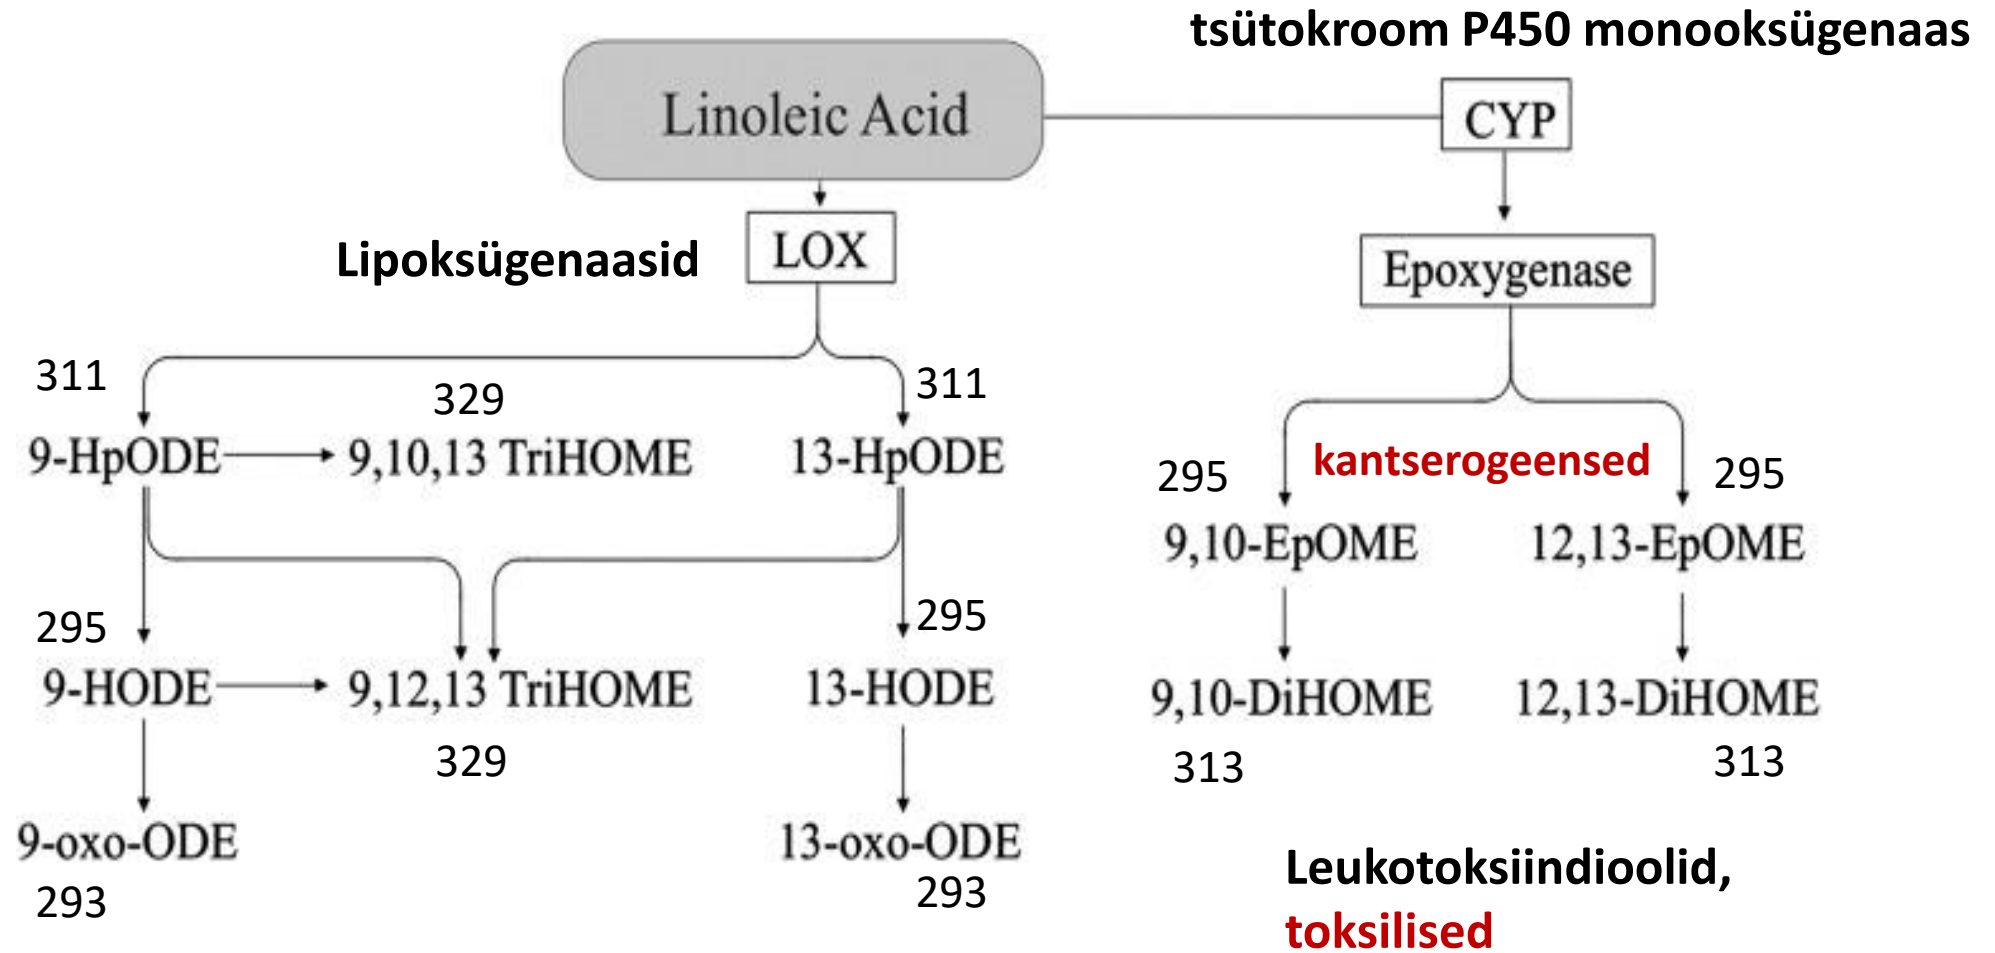 tsütokroom P450 monooksügenaas
Linoleic Acid
CYP
Lipoksügenaasid
LOX
Epoxygenase
311
329
311
9-HpODE
9,10,13 TriHOME
13-HpODE
295
kantserogeensed
295
9,10-EpOME
12,13-EpOME
295
295
9-HODE
9,12,13 TriHOME
13-HODE
9,10-DiHOME
12,13-DiHOME
329
313
313
9-oxo-ODE
13-oxo-ODE
293
293
Leukotoksiindioolid,
toksilised